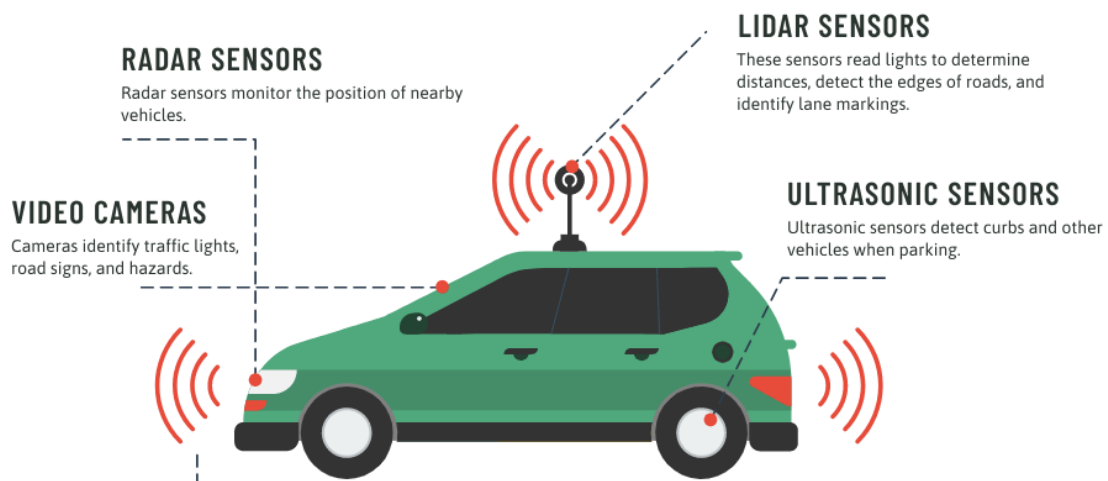 RADAR SENSORS
Radar sensors monitor the position of nearby
vehicles.
LIDAR SENSORS
These sensors read lights to determine
distances, detect the edges of roads, and
identify lane markings.
VIDEO CAMERAS
Cameras identify traffic lights,
road signs, and hazards.
ULTRASONIC SENSORS
Ultrasonic sensors detect curbs and other
vehicles when parking.